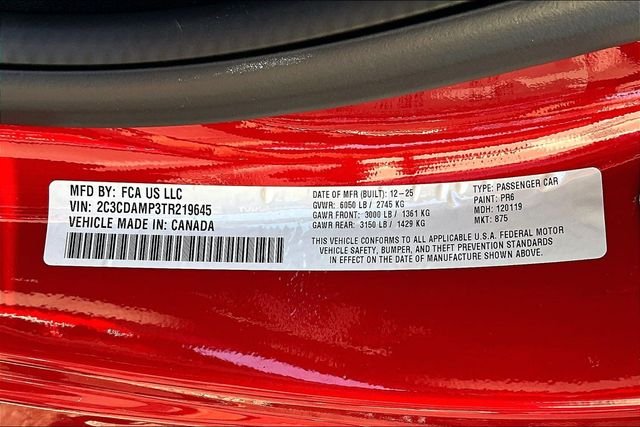 MFD BY: FCA US LLC
VIN: 2C3CDAMP3TR219645
VEHICLE MADE IN: CANADA
DATE OF MFR (BUILT): 12-25
GVWR: 6050 LB / 2745 KG
GAWR FRONT: 3000 LB / 1361 KG
GAWR REAR: 3150 LB / 1429 KG
TYPE: PASSENGER CAR
PAINT: PR6
MDH: 120119
MKT: 875
THIS VEHICLE CONFORMS TO ALL APPLICABLE U.S.A. FEDERAL MOTOR
VEHICLE SAFETY, BUMPER, AND THEFT PREVENTION STANDARDS
IN EFFECT ON THE DATE OF MANUFACTURE SHOWN ABOVE.